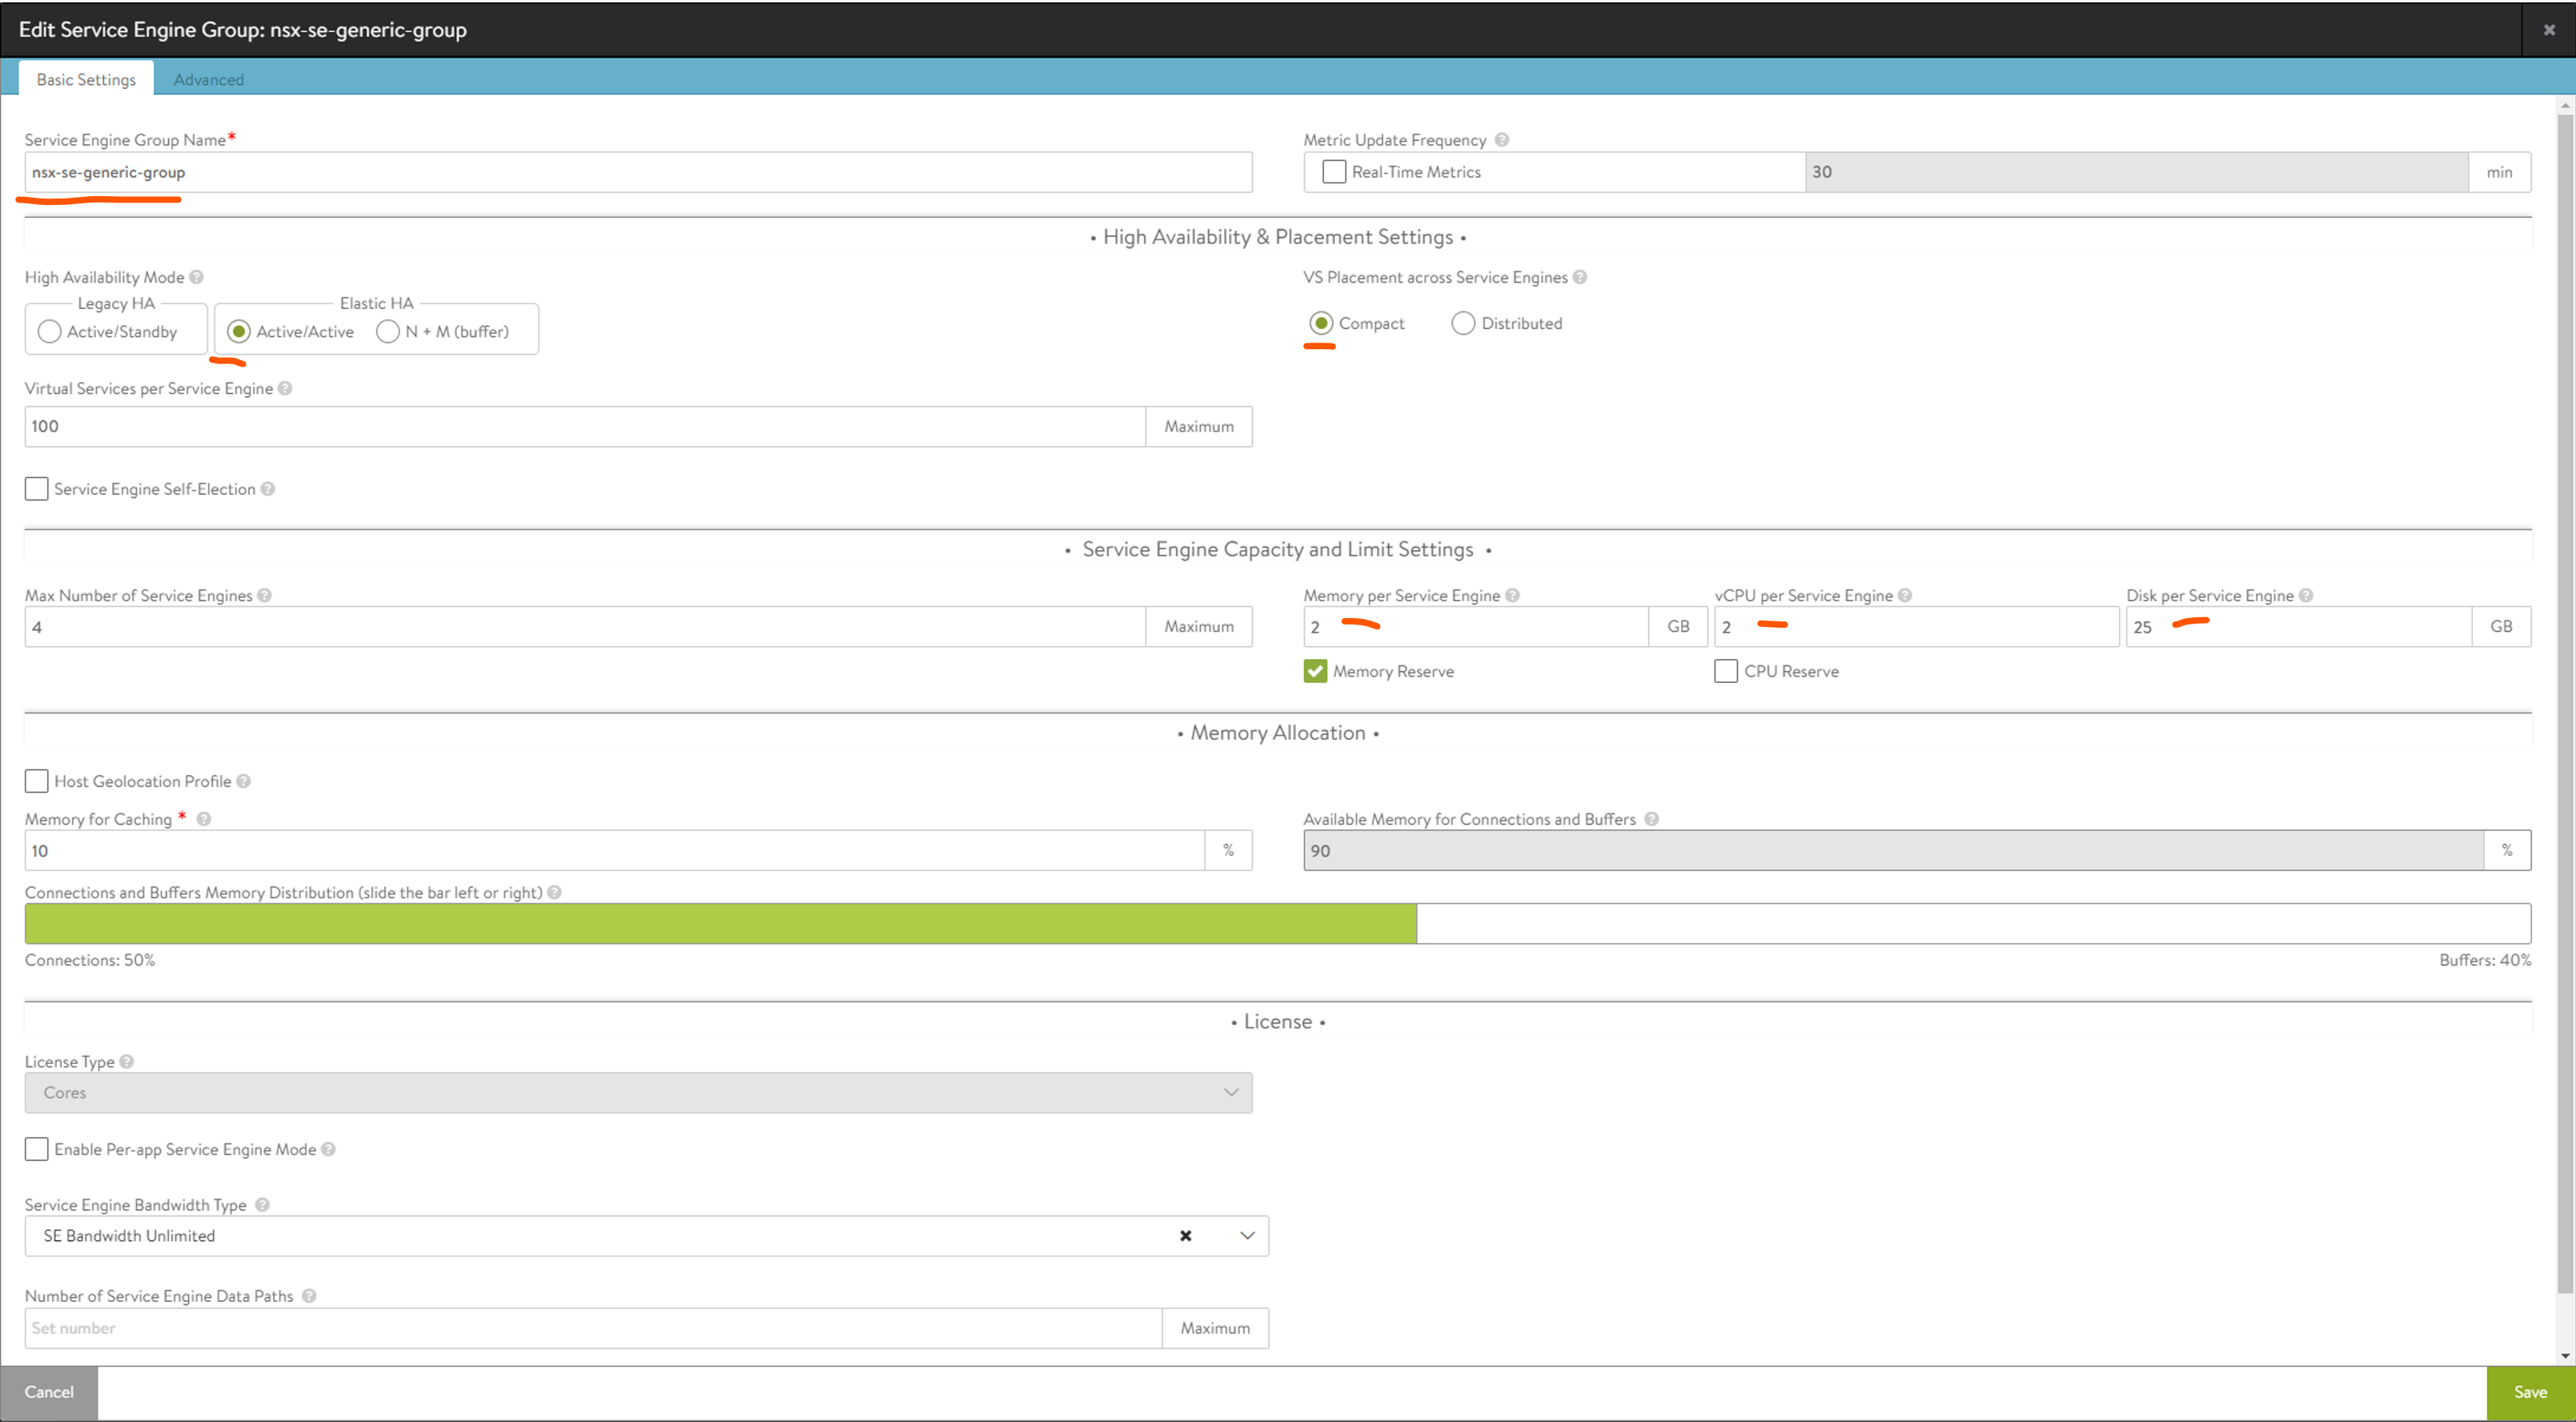 Edit Service Engine Group: nsx-se-generic-group
Basic Settings Advanced
Service Engine Group Name*
nsx-se-generic-group
Metric Update Frequency
Real-Time Metrics 30 min
• High Availability & Placement Settings •
High Availability Mode
Legacy HA
Active/Standby
Elastic HA
Active/Active N + M (buffer)
VS Placement across Service Engines
Compact Distributed
Virtual Services per Service Engine
100 Maximum
Service Engine Self-Election
• Service Engine Capacity and Limit Settings •
Max Number of Service Engines
4 Maximum
Memory per Service Engine
2 GB
Memory Reserve
vCPU per Service Engine
2
CPU Reserve
Disk per Service Engine
25 GB
• Memory Allocation •
Host Geolocation Profile
Memory for Caching *
10 %
Available Memory for Connections and Buffers
90 %
Connections and Buffers Memory Distribution (slide the bar left or right)
Connections: 50% Buffers: 40%
• License •
License Type
Cores
Enable Per-app Service Engine Mode
Service Engine Bandwidth Type
SE Bandwidth Unlimited
Number of Service Engine Data Paths
Set number Maximum
Cancel Save